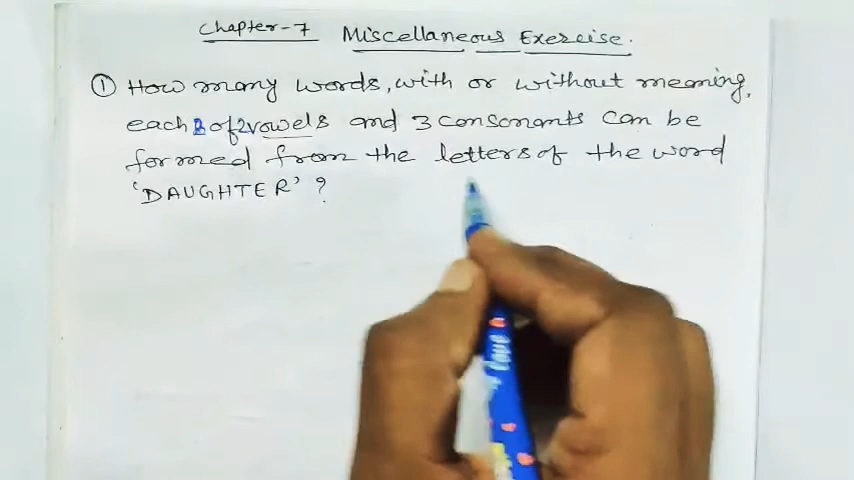 Chapter-7 Miscellaneous Exercise.
① How many words, with or without meaning,
each of 2 vowels and 3 consonants can be
formed from the letters of the word
'DAUGHTER' ?
love